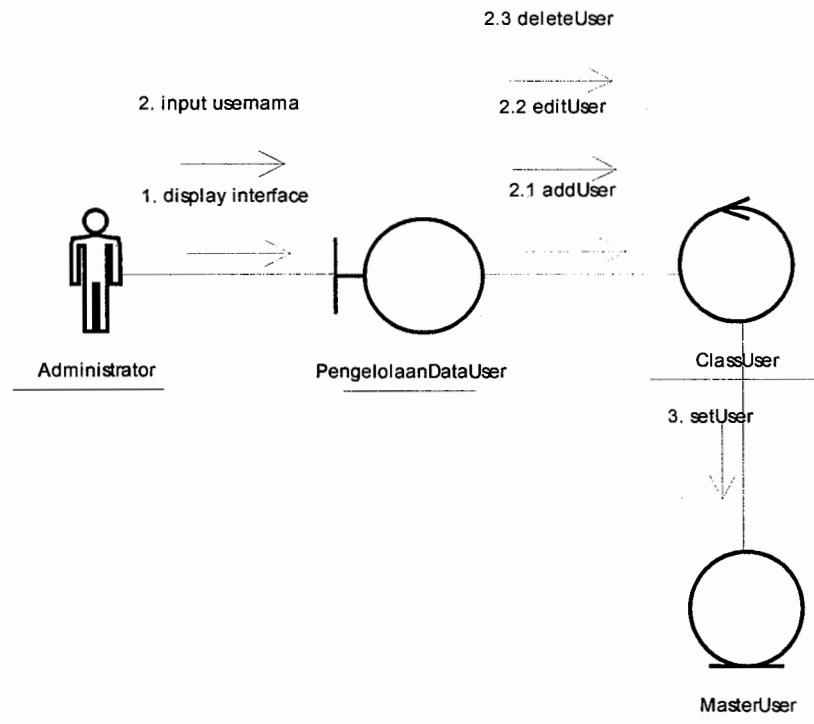 2.3 deleteUser
2. input usernama
2.2 editUser
1. display interface
2.1 addUser
Administrator
PengelolaanDataUser
ClassUser
3. setUser
MasterUser